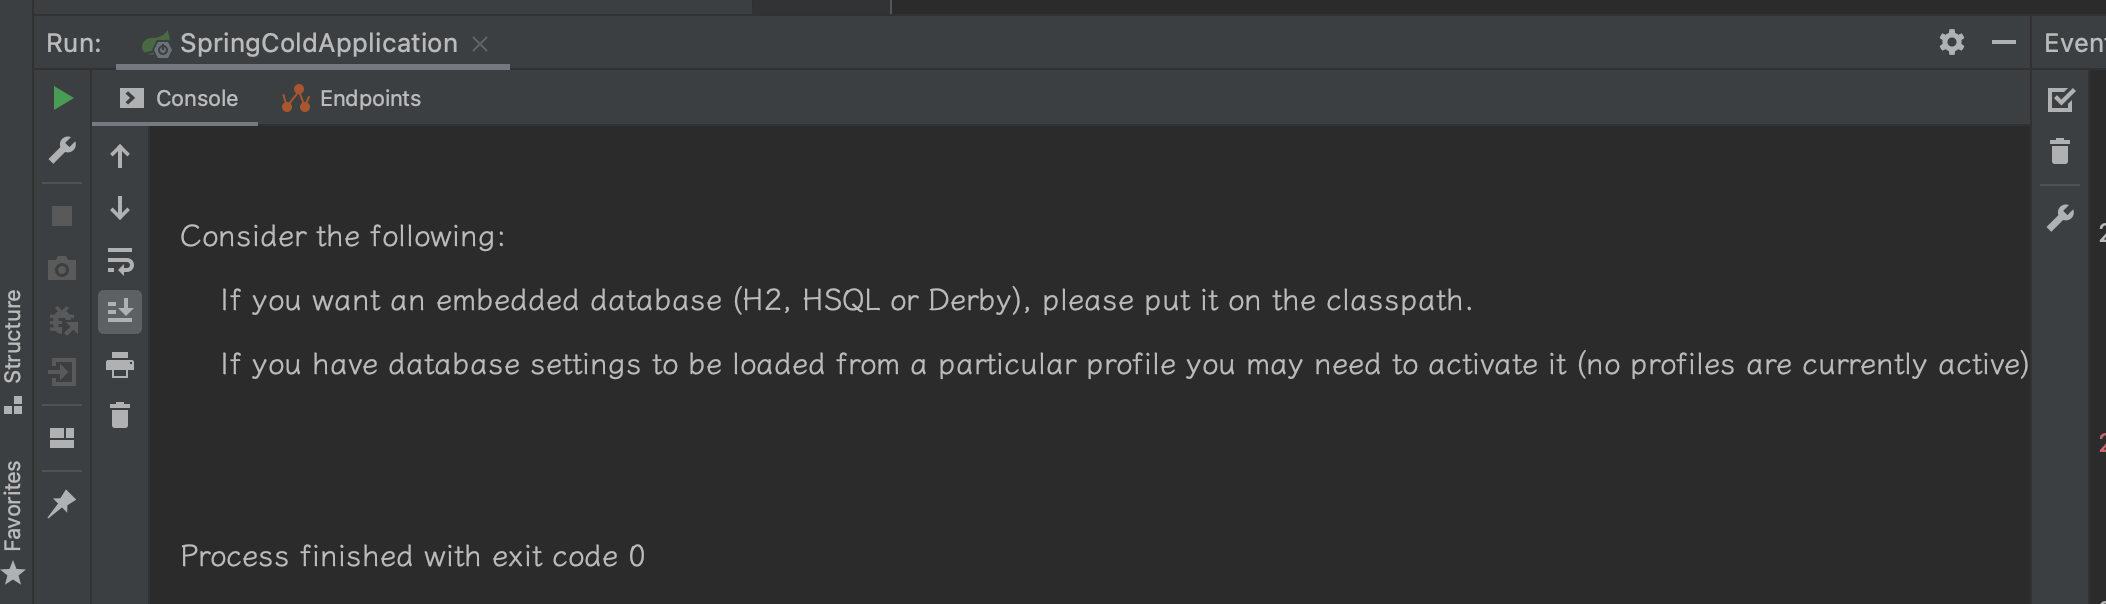 Run:
SpringColdApplication
Console
Endpoints
Consider the following:
If you want an embedded database (H2, HSQL or Derby), please put it on the classpath.
If you have database settings to be loaded from a particular profile you may need to activate it (no profiles are currently active)
Process finished with exit code 0
Structure
Favorites